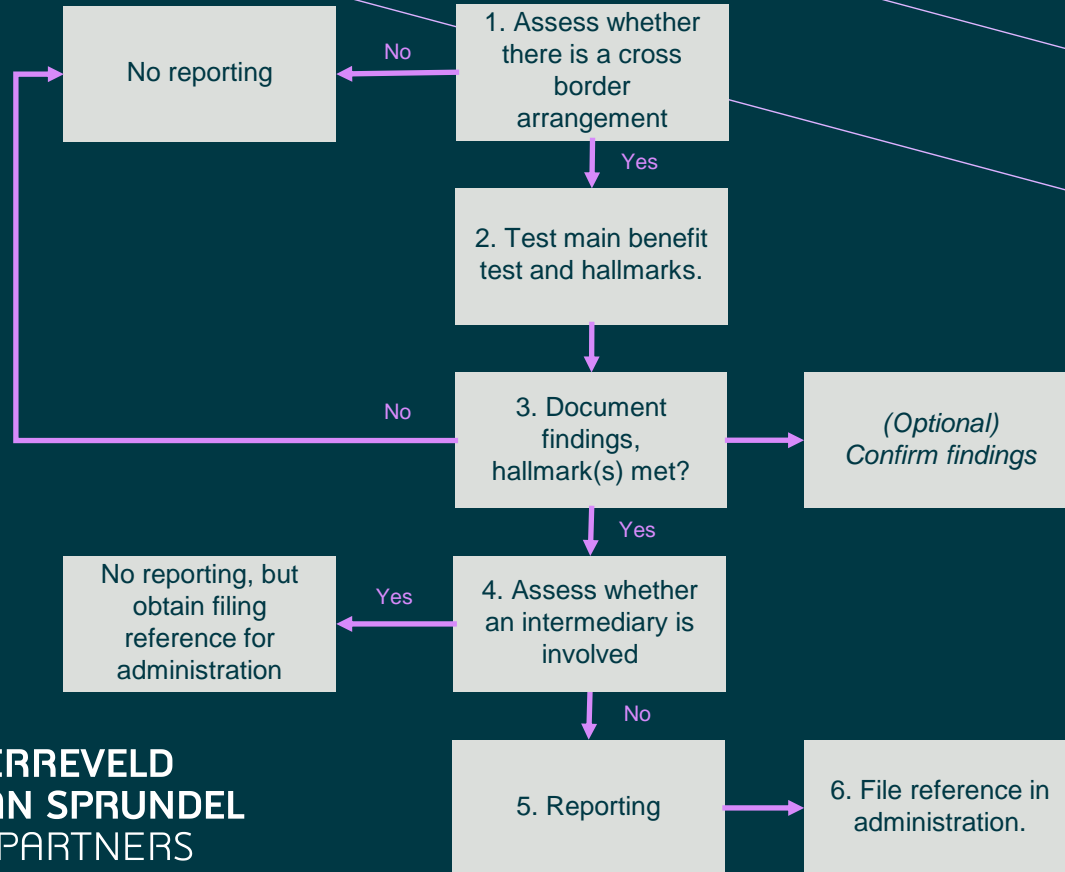 No reporting
No
1. Assess whether
there is a cross
border
arrangement
Yes
2. Test main benefit
test and hallmarks.
No
3. Document
findings,
hallmark(s) met?
(Optional)
Confirm findings
Yes
No reporting, but
obtain filing
reference for
administration
Yes
4. Assess whether
an intermediary is
involved
No
5. Reporting
6. File reference in
administration.
SPRUNDEL
PARTNERS